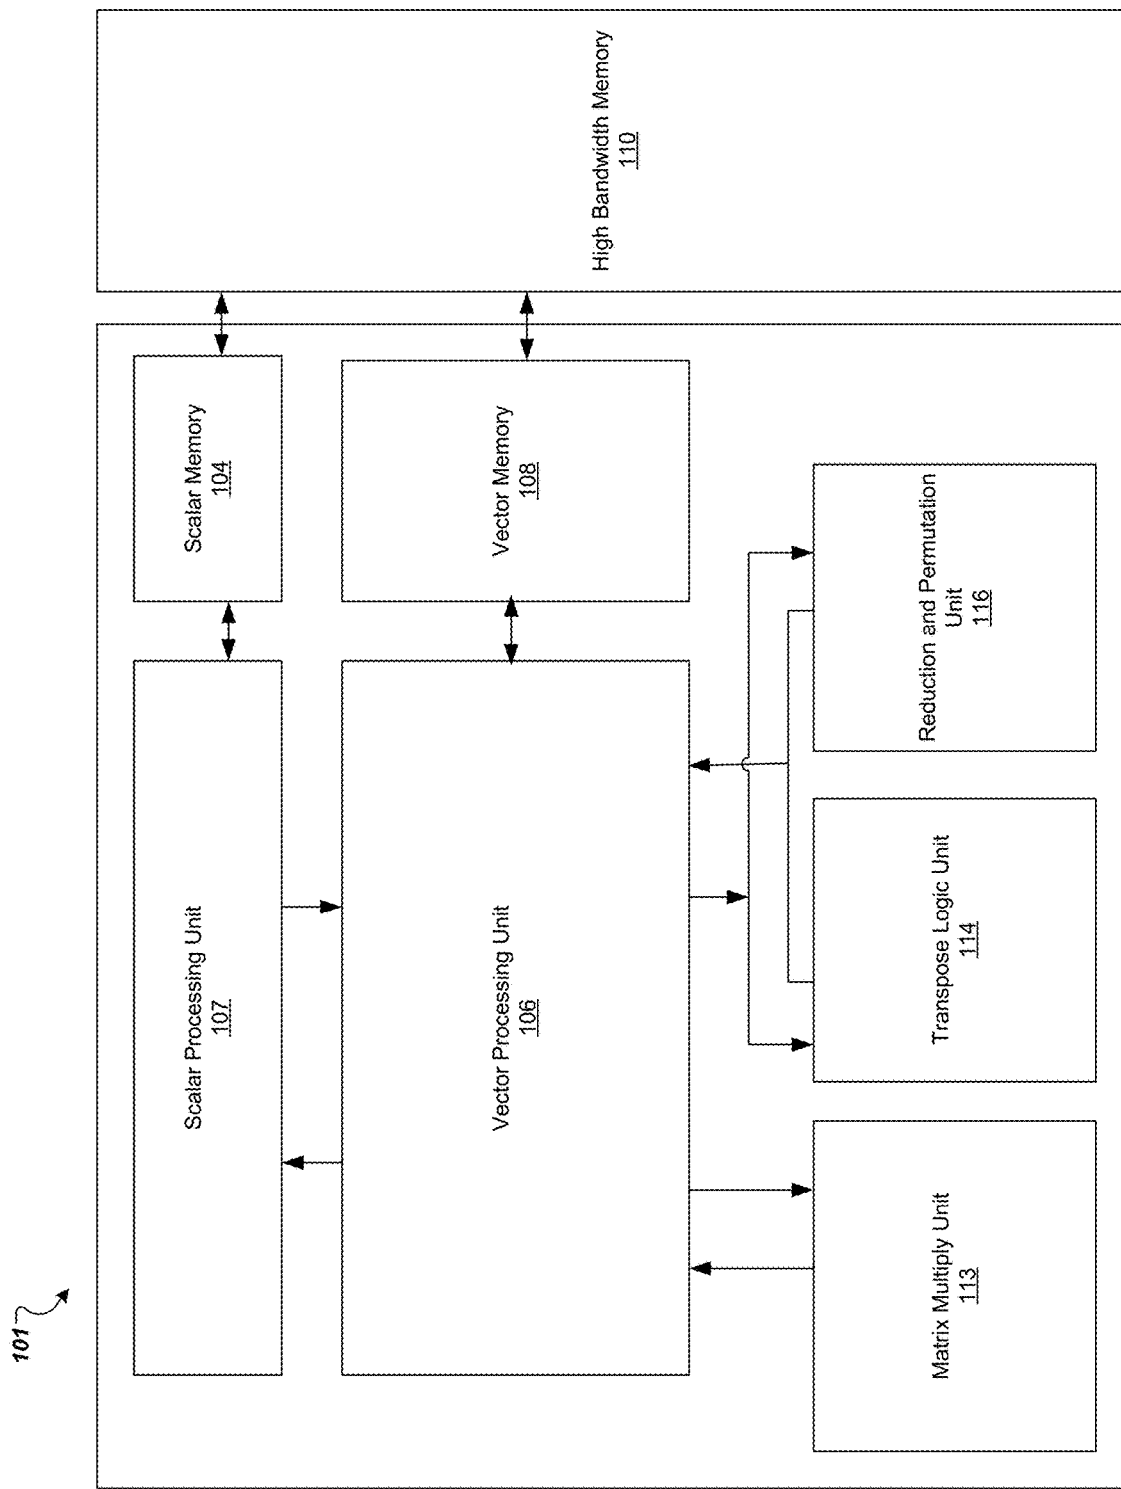 101
Scalar Processing Unit
107
Scalar Memory
104
Vector Processing Unit
106
Vector Memory
108
High Bandwidth Memory
110
Matrix Multiply Unit
113
Transpose Logic Unit
114
Reduction and Permutation
Unit
116